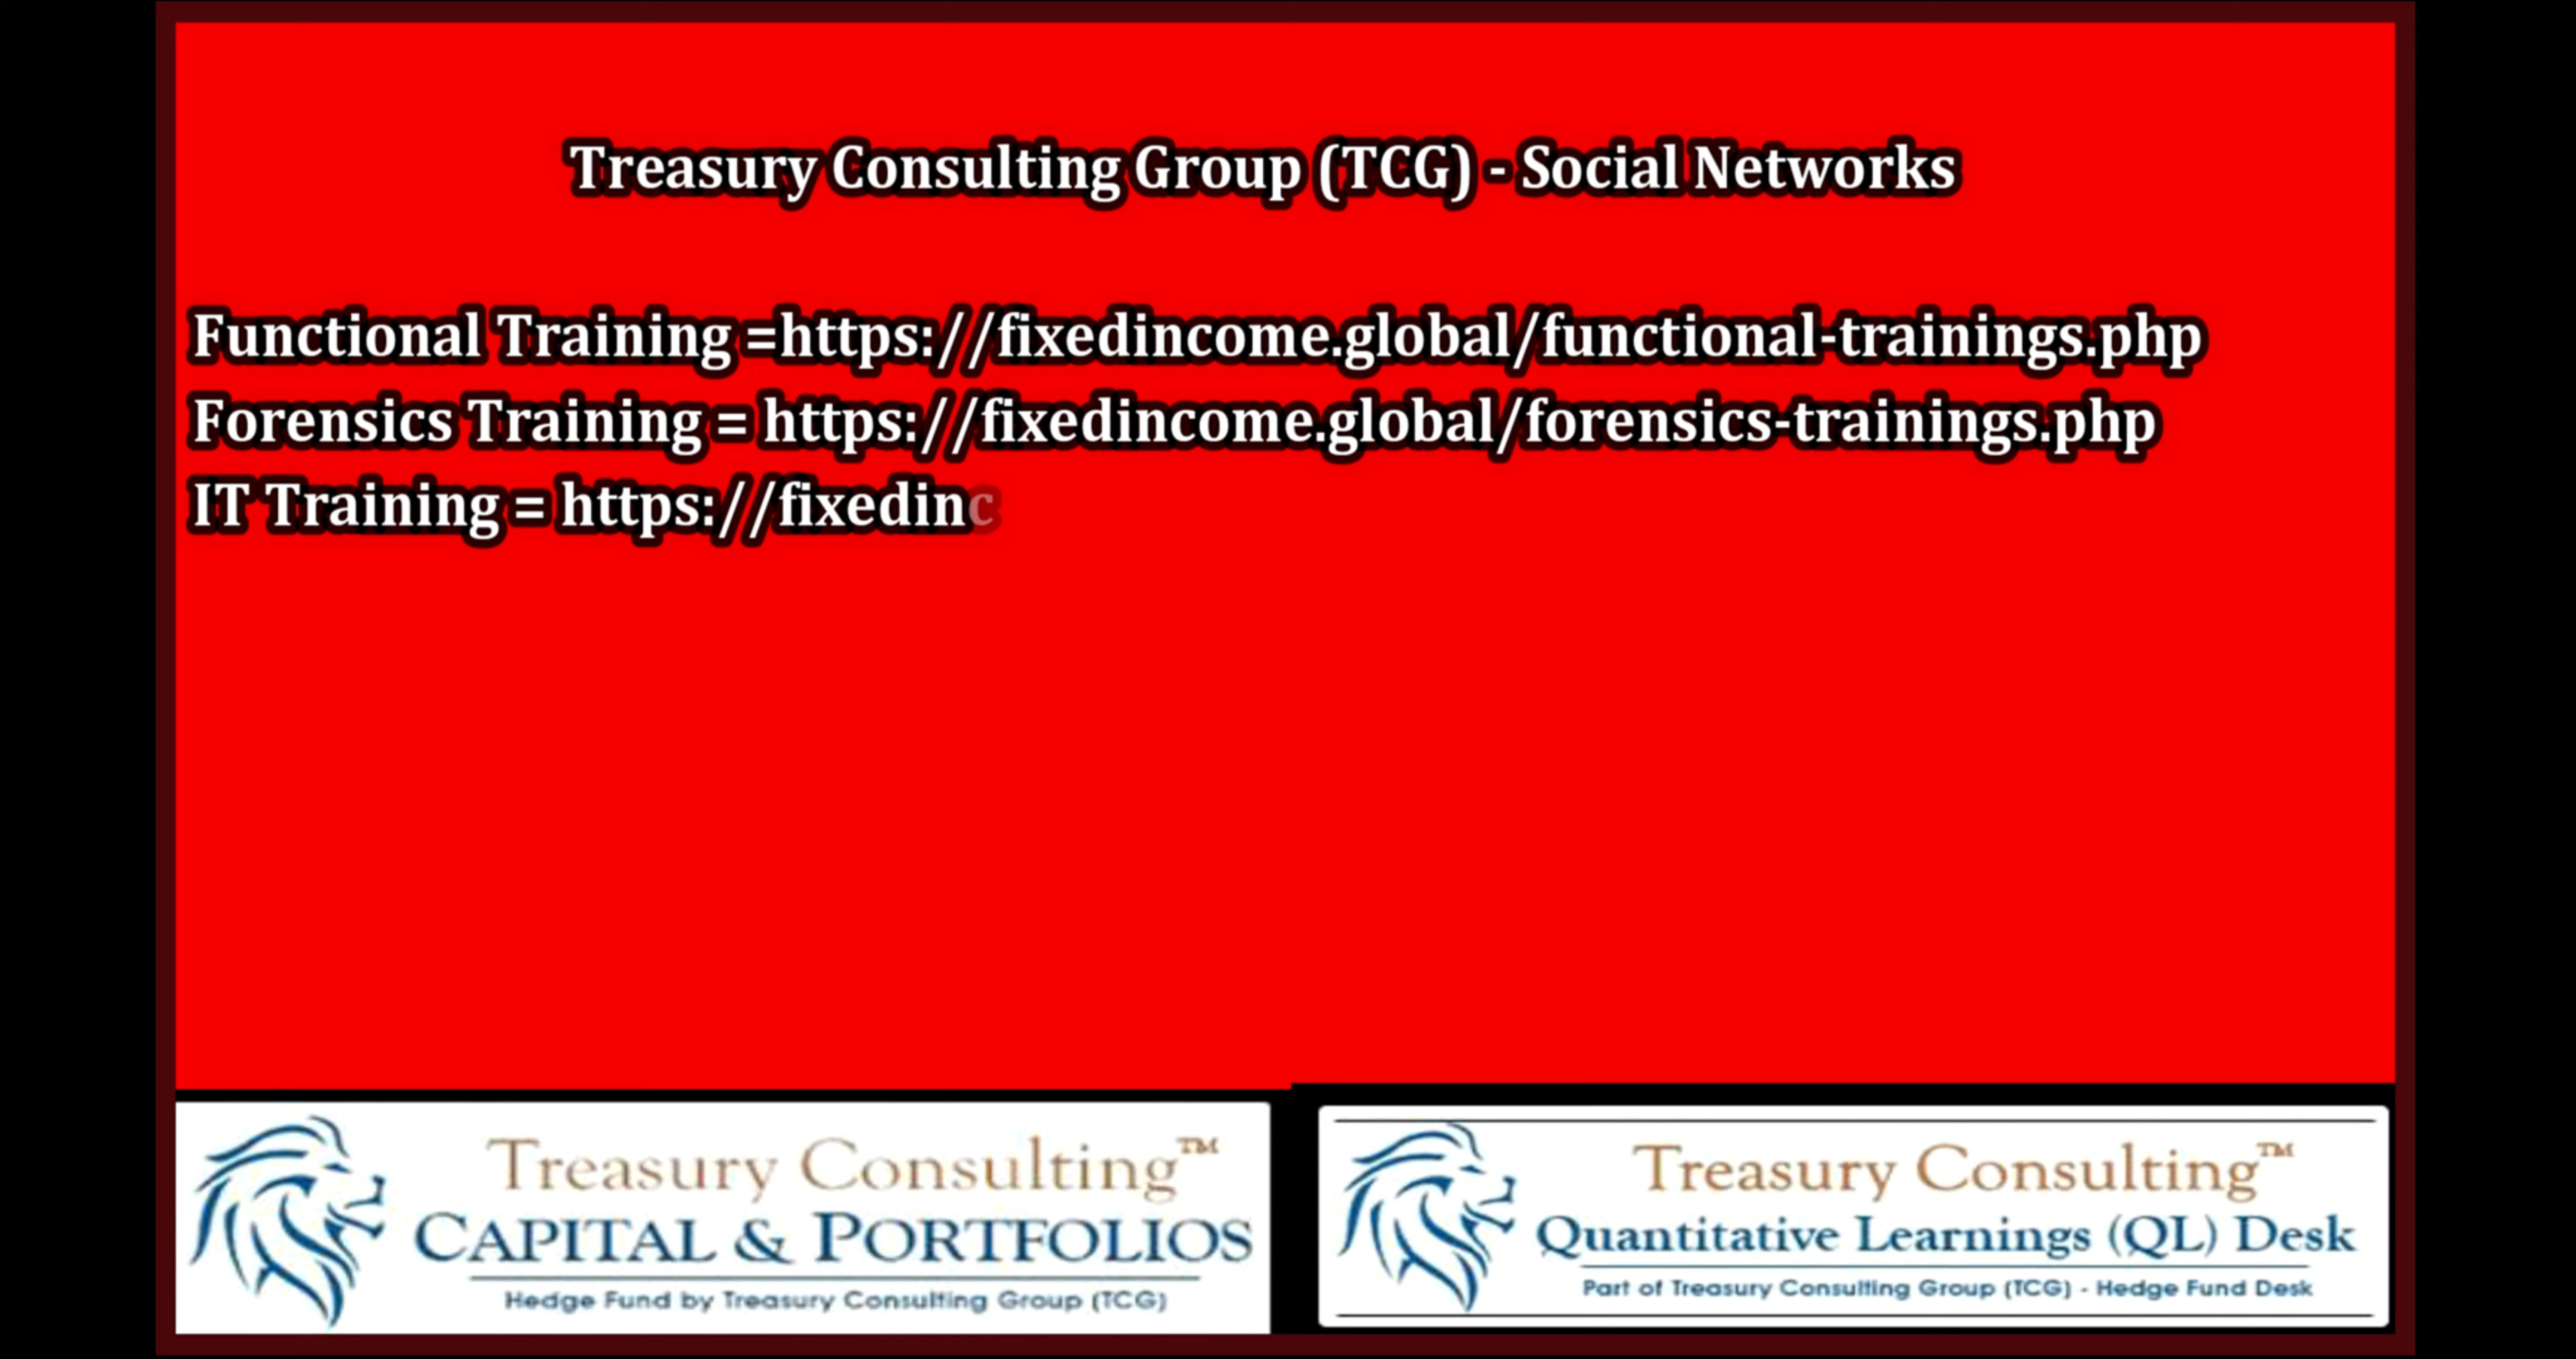 Treasury Consulting Group (TCG) - Social Networks
Functional Training =https://fixedincome.global/functional-trainings.php
Forensics Training = https://fixedincome.global/forensics-trainings.php
IT Training = https://fixedinc
Treasury Consulting™
CAPITAL & PORTFOLIOS
Hedge Fund by Treasury Consulting Group (TCG)
Treasury Consulting™
Quantitative Learnings (QL) Desk
Part of Treasury Consulting Group (TCG) - Hedge Fund Desk